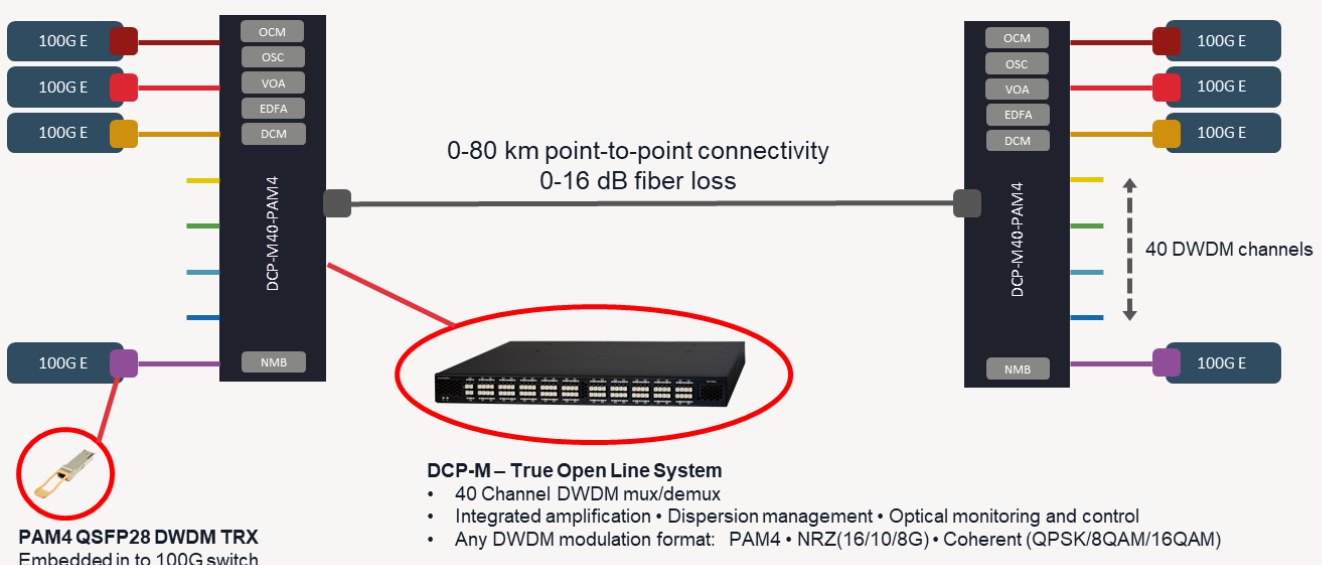 100G E
100G E
100G E
100G E
OCM
OSC
VOA
EDFA
DCM
DCP-M40-PAM4
NMB
0-80 km point-to-point connectivity
0-16 dB fiber loss
OCM
OSC
VOA
EDFA
DCM
DCP-M40-PAM4
NMB
100G E
100G E
100G E
40 DWDM channels
100G E
PAM4 QSFP28 DWDM TRX
Embedded in to 100G switch
DCP-M – True Open Line System
• 40 Channel DWDM mux/demux
• Integrated amplification • Dispersion management • Optical monitoring and control
• Any DWDM modulation format: PAM4 • NRZ(16/10/8G) • Coherent (QPSK/8QAM/16QAM)